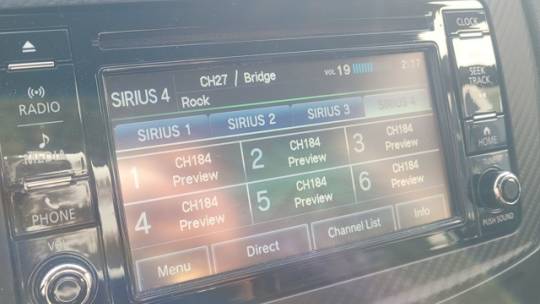 CLOCK
CH27 / Bridge VOL 19 2:17
SIRIUS 4 Rock
RADIO
SEEK
TRACK
SIRIUS 1 SIRIUS 2 SIRIUS 3 SIRIUS 4
MEDIA
1 CH184 Preview 2 CH184 Preview 3 CH184 Preview
HOME
PHONE
4 CH184 Preview 5 CH184 Preview 6 CH184 Preview
VOL
PUSH SOUND
Menu Direct Channel List Info